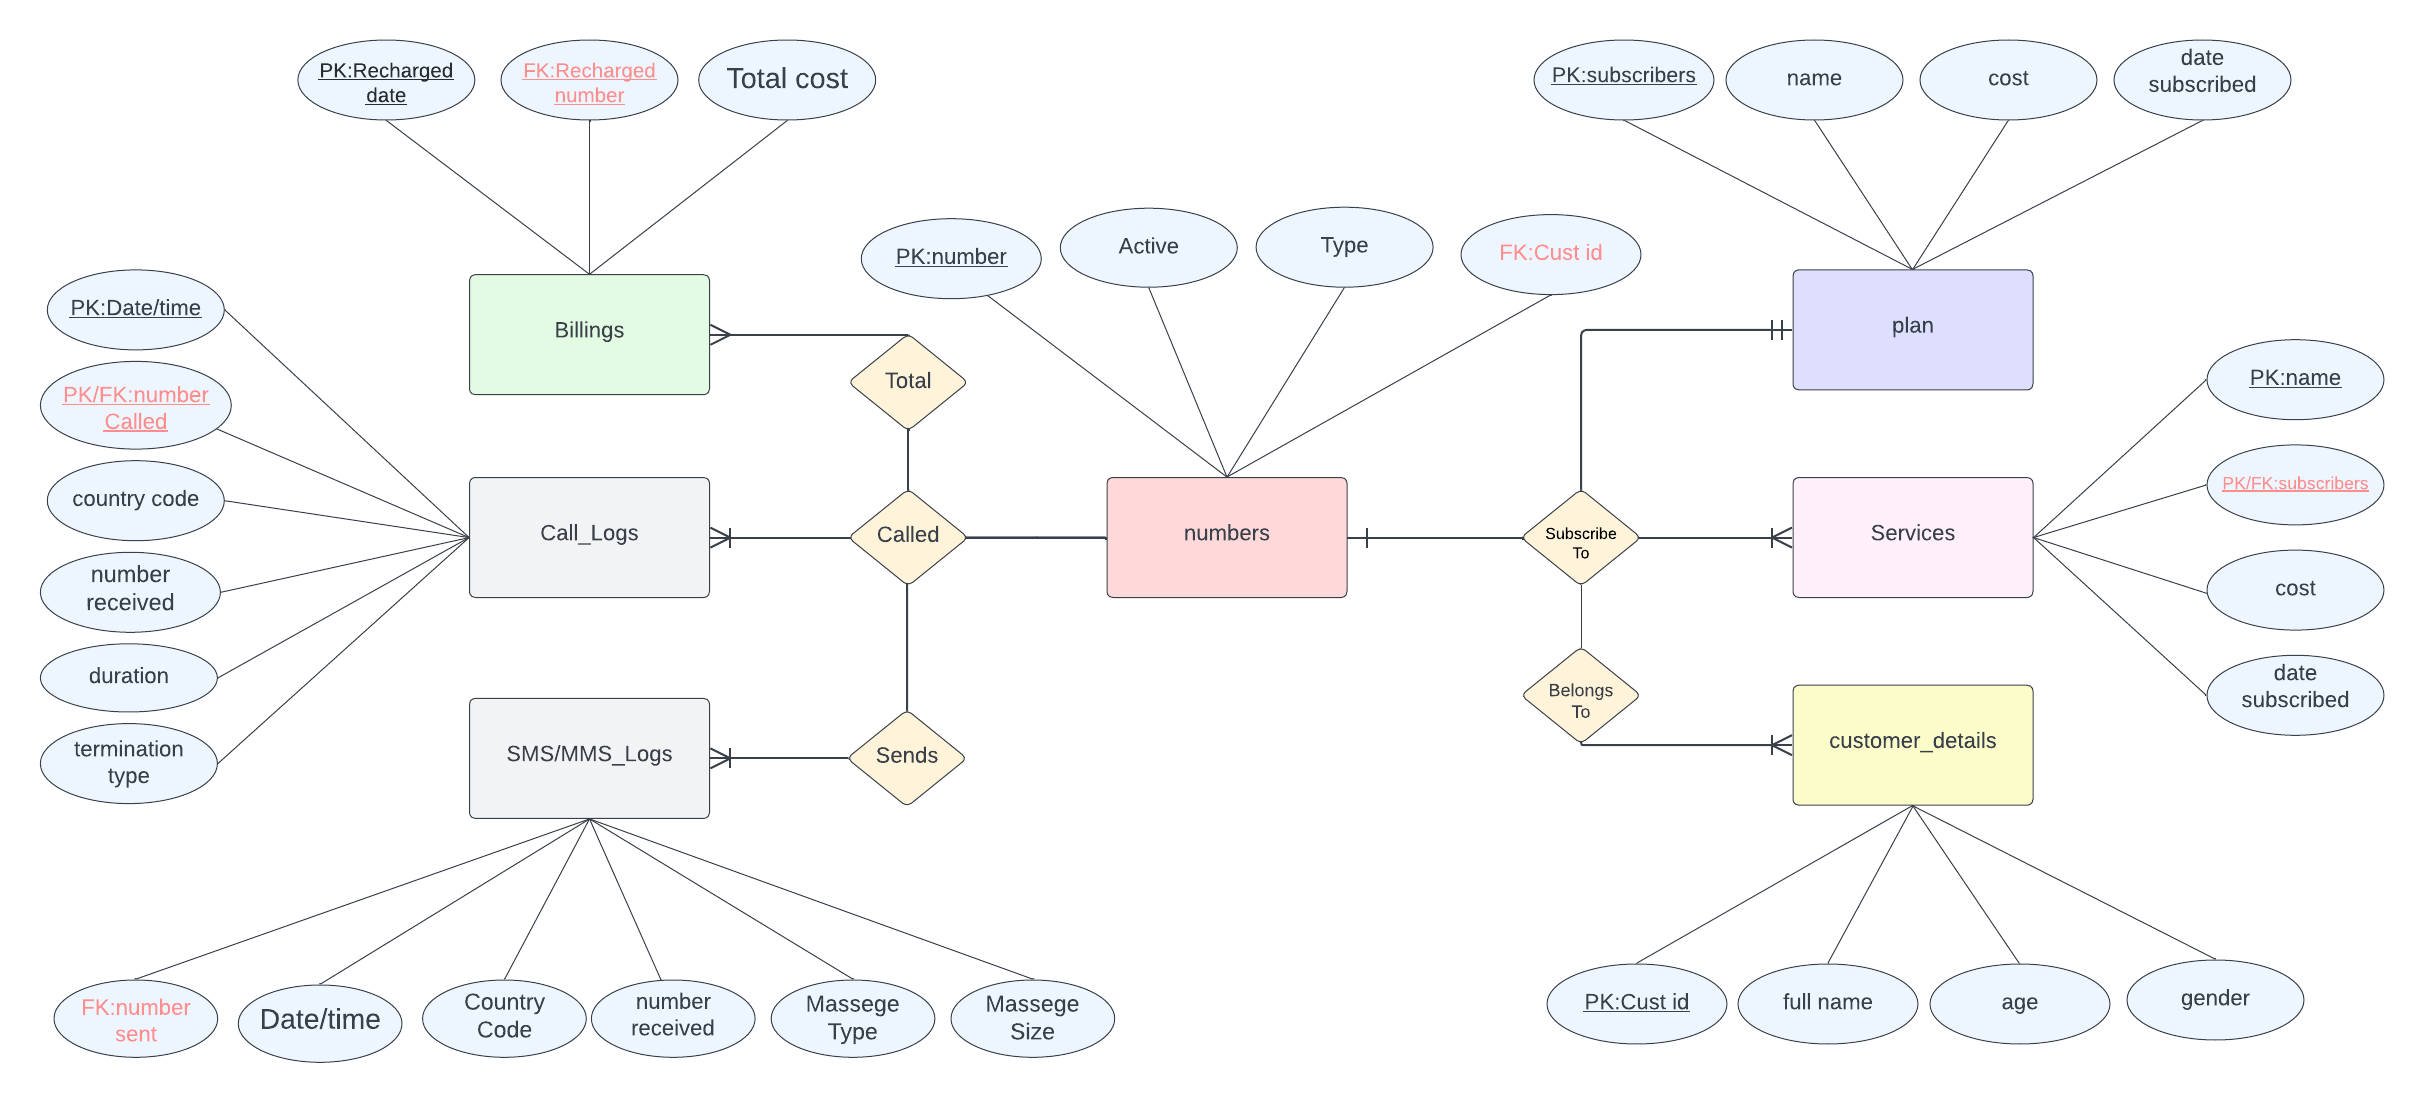 PK:Recharged
date
FK:Recharged
number
Total cost
PK:subscribers
name
cost
date
subscribed
PK:number
Active
Type
FK:Cust id
Billings
Total
plan
PK:Date/time
PK/FK:number
Called
country code
number
received
duration
termination
type
Call_Logs
Called
numbers
Subscribe
To
Services
PK:name
PK/FK:subscribers
cost
date
subscribed
SMS/MMS_Logs
Sends
Belongs
To
customer_details
FK:number
sent
Date/time
Country
Code
number
received
Massege
Type
Massege
Size
PK:Cust id
full name
age
gender